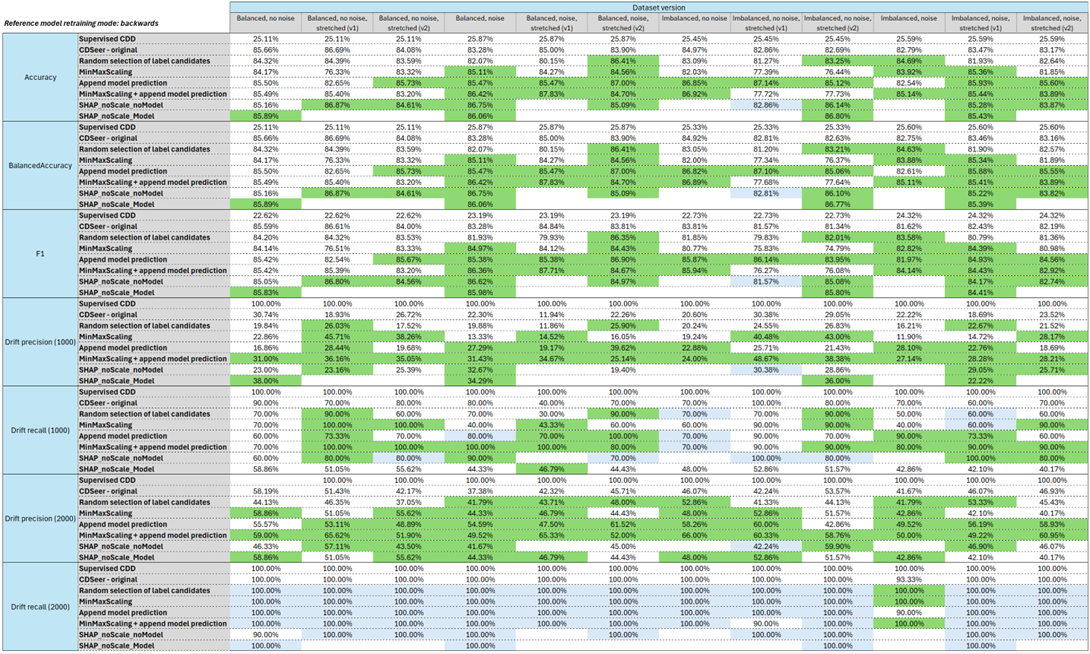 Reference model retraining mode: backwards
Dataset version
Balanced, no noise Balanced, no noise, stretched (v1) Balanced, no noise, stretched (v2) Balanced, noise Balanced, noise, stretched (v1) Balanced, noise, stretched (v2) Imbalanced, no noise Imbalanced, no noise, stretched (v1) Imbalanced, no noise, stretched (v2) Imbalanced, noise Imbalanced, noise, stretched (v1) Imbalanced, noise, stretched (v2)
Accuracy
Supervised CDD 25.11% 25.11% 25.11% 25.87% 25.87% 25.87% 25.45% 25.45% 25.45% 25.59% 25.59% 25.59%
CDSeer - original 85.66% 86.69% 84.08% 83.28% 85.00% 83.90% 84.97% 82.86% 82.69% 82.79% 83.47% 83.17%
Random selection of label candidates 84.32% 84.39% 83.59% 82.07% 80.15% 86.41% 83.09% 81.27% 83.25% 84.69% 81.93% 82.64%
MinMaxScaling 84.17% 76.33% 83.32% 85.11% 84.27% 84.56% 82.03% 77.39% 76.44% 83.92% 85.36% 81.85%
Append model prediction 85.50% 82.65% 85.73% 85.47% 85.47% 87.00% 86.85% 87.14% 85.12% 82.54% 85.93% 85.60%
MinMaxScaling + append model prediction 85.49% 85.40% 83.20% 86.42% 87.83% 84.70% 86.92% 77.72% 77.73% 85.14% 85.44% 83.89%
SHAP_noScale_noModel 85.16% 86.87% 84.61% 86.75% 85.09% 82.86% 86.14% 85.28% 83.87%
SHAP_noScale_Model 85.89% 86.06% 86.80% 85.43%
BalancedAccuracy
Supervised CDD 25.11% 25.11% 25.11% 25.87% 25.87% 25.87% 25.33% 25.33% 25.33% 25.60% 25.60% 25.60%
CDSeer - original 85.66% 86.69% 84.08% 83.28% 85.00% 83.90% 84.92% 82.81% 82.63% 82.75% 83.46% 83.16%
Random selection of label candidates 84.32% 84.39% 83.59% 82.07% 80.15% 86.41% 83.05% 81.20% 83.21% 84.63% 81.90% 82.57%
MinMaxScaling 84.17% 76.33% 83.32% 85.11% 84.27% 84.56% 82.00% 77.34% 76.37% 83.88% 85.34% 81.89%
Append model prediction 85.50% 82.65% 85.73% 85.47% 85.47% 87.00% 86.82% 87.10% 85.06% 82.61% 85.88% 85.55%
MinMaxScaling + append model prediction 85.49% 85.40% 83.20% 86.42% 87.83% 84.70% 86.89% 77.68% 77.64% 85.11% 85.41% 83.89%
SHAP_noScale_noModel 85.16% 86.87% 84.61% 86.75% 85.09% 82.81% 86.10% 85.22% 83.82%
SHAP_noScale_Model 85.89% 86.06% 86.77% 85.39%
F1
Supervised CDD 22.62% 22.62% 22.62% 23.19% 23.19% 23.19% 22.73% 22.73% 22.73% 24.32% 24.32% 24.32%
CDSeer - original 85.59% 86.61% 84.00% 83.28% 84.84% 83.81% 83.81% 81.57% 81.34% 81.62% 82.43% 82.19%
Random selection of label candidates 84.20% 84.32% 83.53% 81.93% 79.93% 86.35% 81.85% 79.83% 82.01% 83.58% 80.79% 81.36%
MinMaxScaling 84.14% 76.51% 83.33% 84.97% 84.12% 84.43% 80.77% 75.83% 74.79% 82.82% 84.39% 80.98%
Append model prediction 85.42% 82.54% 85.67% 85.38% 85.38% 86.90% 85.87% 86.14% 83.95% 81.97% 84.93% 84.56%
MinMaxScaling + append model prediction 85.42% 85.39% 83.20% 86.36% 87.71% 84.67% 85.94% 76.27% 76.08% 84.14% 84.43% 82.92%
SHAP_noScale_noModel 85.05% 86.80% 84.56% 86.62% 84.97% 81.57% 85.08% 84.17% 82.74%
SHAP_noScale_Model 85.83% 85.98% 85.80% 84.41%
Drift precision (1000)
Supervised CDD 100.00% 100.00% 100.00% 100.00% 100.00% 100.00% 100.00% 100.00% 100.00% 100.00% 100.00% 100.00%
CDSeer - original 30.74% 18.93% 26.72% 22.30% 11.94% 22.26% 20.60% 30.38% 29.05% 22.22% 18.69% 23.52%
Random selection of label candidates 19.84% 26.03% 17.52% 19.88% 11.86% 25.90% 20.24% 24.55% 26.83% 16.21% 22.67% 21.52%
MinMaxScaling 22.86% 45.71% 38.26% 13.33% 14.52% 16.05% 19.24% 40.48% 43.00% 11.90% 14.72% 28.17%
Append model prediction 16.86% 28.44% 19.68% 27.29% 19.17% 39.62% 22.88% 25.71% 21.43% 28.10% 22.76% 18.69%
MinMaxScaling + append model prediction 31.00% 36.16% 35.05% 31.43% 34.67% 25.14% 24.00% 48.67% 38.38% 27.14% 28.28% 28.21%
SHAP_noScale_noModel 23.00% 23.16% 25.39% 32.67% 19.40% 30.38% 28.86% 29.05% 25.71%
SHAP_noScale_Model 38.00% 34.29% 36.00% 22.22%
Drift recall (1000)
Supervised CDD 100.00% 100.00% 100.00% 100.00% 100.00% 100.00% 100.00% 100.00% 100.00% 100.00% 100.00% 100.00%
CDSeer - original 90.00% 70.00% 80.00% 80.00% 40.00% 80.00% 70.00% 100.00% 80.00% 70.00% 60.00% 80.00%
Random selection of label candidates 70.00% 90.00% 60.00% 70.00% 30.00% 90.00% 70.00% 70.00% 90.00% 50.00% 60.00% 60.00%
MinMaxScaling 70.00% 100.00% 100.00% 40.00% 43.33% 60.00% 60.00% 90.00% 90.00% 40.00% 60.00% 90.00%
Append model prediction 60.00% 73.33% 60.00% 80.00% 70.00% 100.00% 70.00% 90.00% 70.00% 90.00% 73.33% 60.00%
MinMaxScaling + append model prediction 70.00% 100.00% 100.00% 100.00% 100.00% 80.00% 70.00% 90.00% 90.00% 80.00% 90.00% 90.00%
SHAP_noScale_noModel 60.00% 80.00% 80.00% 90.00% 70.00% 100.00% 80.00% 100.00% 80.00%
SHAP_noScale_Model 58.86% 51.05% 55.62% 44.33% 46.79% 44.43% 48.00% 52.86% 51.57% 42.86% 42.10% 40.17%
Drift precision (2000)
Supervised CDD 100.00% 100.00% 100.00% 100.00% 100.00% 100.00% 100.00% 100.00% 100.00% 100.00% 100.00%
CDSeer - original 58.19% 51.43% 42.17% 37.38% 42.32% 45.71% 46.07% 42.24% 53.57% 41.67% 46.07% 46.93%
Random selection of label candidates 44.13% 46.35% 37.05% 41.79% 43.71% 48.00% 52.86% 41.33% 44.13% 41.79% 53.33% 45.43%
MinMaxScaling 58.86% 51.05% 55.62% 44.33% 46.79% 44.43% 48.00% 52.86% 51.57% 42.86% 42.10% 40.17%
Append model prediction 55.57% 53.11% 48.89% 54.59% 47.50% 61.52% 58.26% 60.00% 42.86% 49.52% 56.19% 58.93%
MinMaxScaling + append model prediction 59.00% 65.62% 51.90% 49.52% 65.33% 52.00% 66.00% 60.33% 58.76% 50.00% 49.22% 60.95%
SHAP_noScale_noModel 46.33% 57.11% 43.50% 41.67% 45.00% 42.24% 59.90% 46.90% 46.07%
SHAP_noScale_Model 58.86% 51.05% 55.62% 44.33% 46.79% 44.43% 48.00% 52.86% 51.57% 42.86% 42.10% 40.17%
Drift recall (2000)
Supervised CDD 100.00% 100.00% 100.00% 100.00% 100.00% 100.00% 100.00% 100.00% 100.00% 100.00% 100.00% 100.00%
CDSeer - original 100.00% 100.00% 100.00% 100.00% 100.00% 100.00% 100.00% 100.00% 100.00% 93.33% 100.00% 100.00%
Random selection of label candidates 100.00% 100.00% 100.00% 100.00% 100.00% 100.00% 100.00% 100.00% 100.00% 100.00% 100.00% 100.00%
MinMaxScaling 100.00% 100.00% 100.00% 100.00% 100.00% 100.00% 100.00% 100.00% 100.00% 100.00% 100.00% 100.00%
Append model prediction 100.00% 100.00% 100.00% 100.00% 100.00% 100.00% 100.00% 100.00% 100.00% 90.00% 100.00% 100.00%
MinMaxScaling + append model prediction 100.00% 100.00% 100.00% 100.00% 100.00% 100.00% 100.00% 90.00% 100.00% 100.00% 100.00% 100.00%
SHAP_noScale_noModel 90.00% 100.00% 100.00% 100.00% 100.00% 100.00% 100.00% 100.00% 100.00%
SHAP_noScale_Model 100.00% 100.00% 100.00% 100.00%